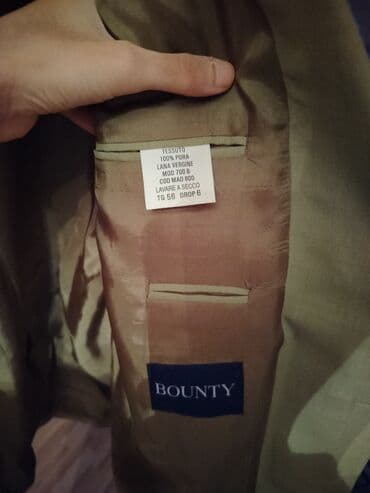 TESSUTO
100% PURA
LANA VERGINE
MOD 700 B
COD MAD 800
LAVARE A SECCO
TG 56 DROP 6
BOUNTY